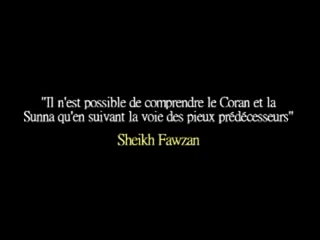 "Il n'est possible de comprendre le Coran et la
Sunna qu'en suivant la voie des pieux prédécesseurs"
Sheikh Fawzan